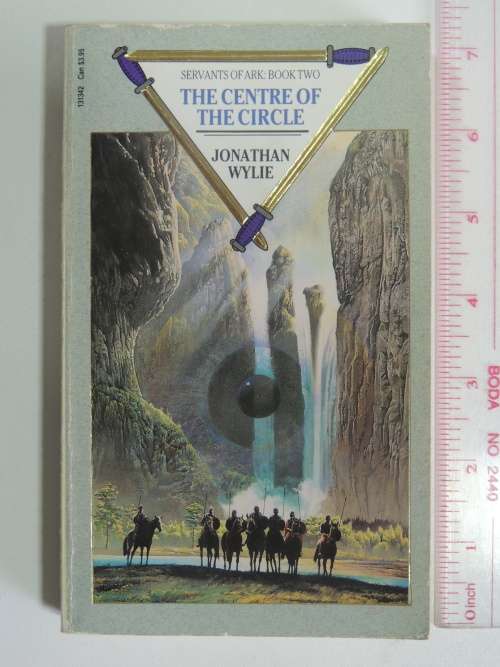 SERVANTS OF ARK: BOOK TWO
THE CENTRE OF
THE CIRCLE
JONATHAN
WYLIE
131342 Can $3.95
7
6
5
4
3
2
1
0 inch
BODA NO 2440